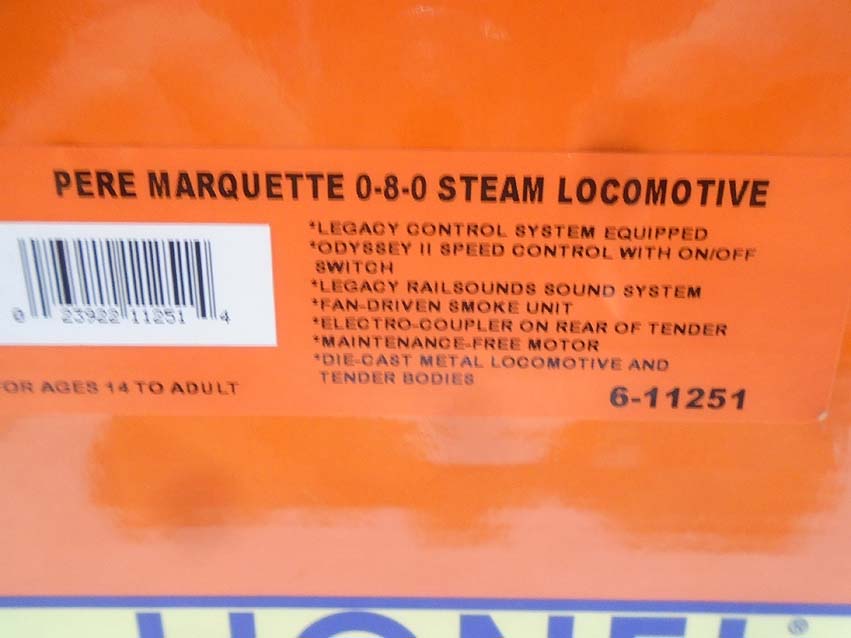 PERE MARQUETTE 0-8-0 STEAM LOCOMOTIVE
*LEGACY CONTROL SYSTEM EQUIPPED
*ODYSSEY II SPEED CONTROL WITH ON/OFF
SWITCH
*LEGACY RAILSOUNDS SOUND SYSTEM
*FAN-DRIVEN SMOKE UNIT
*ELECTRO-COUPLER ON REAR OF TENDER
*MAINTENANCE-FREE MOTOR
*DIE-CAST METAL LOCOMOTIVE AND
TENDER BODIES
0 23922 11251 4
OR AGES 14 TO ADULT
6-11251
LIONEL ®